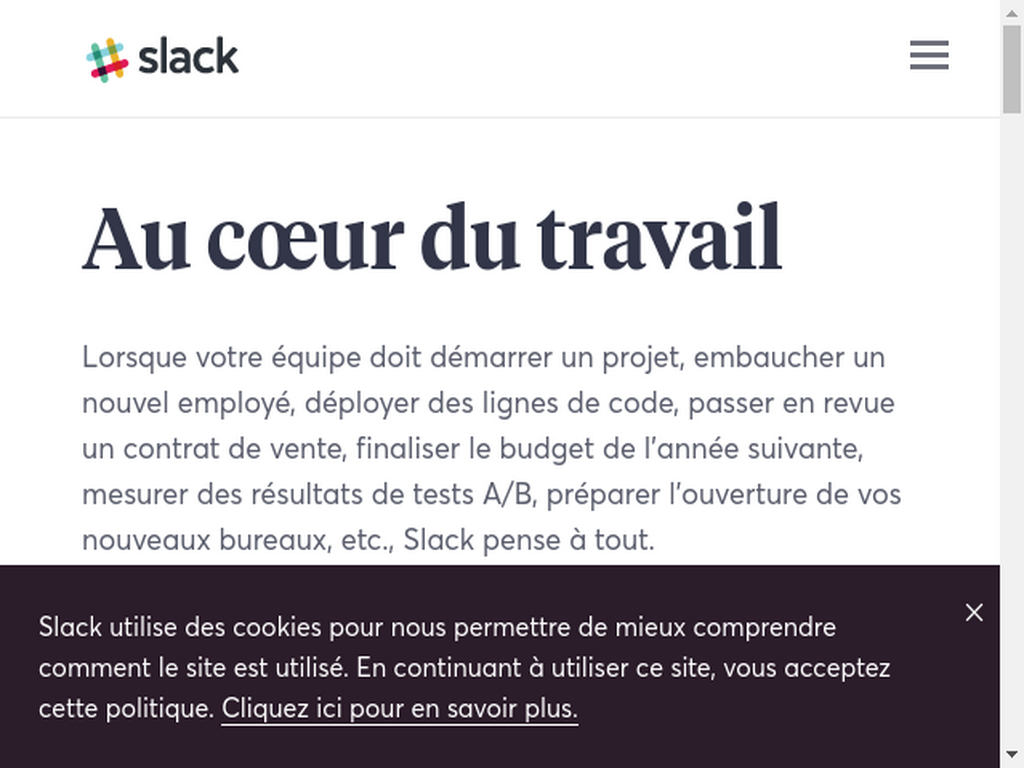 slack
Au cœur du travail
Lorsque votre équipe doit démarrer un projet, embaucher un
nouvel employé, déployer des lignes de code, passer en revue
un contrat de vente, finaliser le budget de l’année suivante,
mesurer des résultats de tests A/B, préparer l’ouverture de vos
nouveaux bureaux, etc., Slack pense à tout.
Slack utilise des cookies pour nous permettre de mieux comprendre
comment le site est utilisé. En continuant à utiliser ce site, vous acceptez
cette politique. Cliquez ici pour en savoir plus.